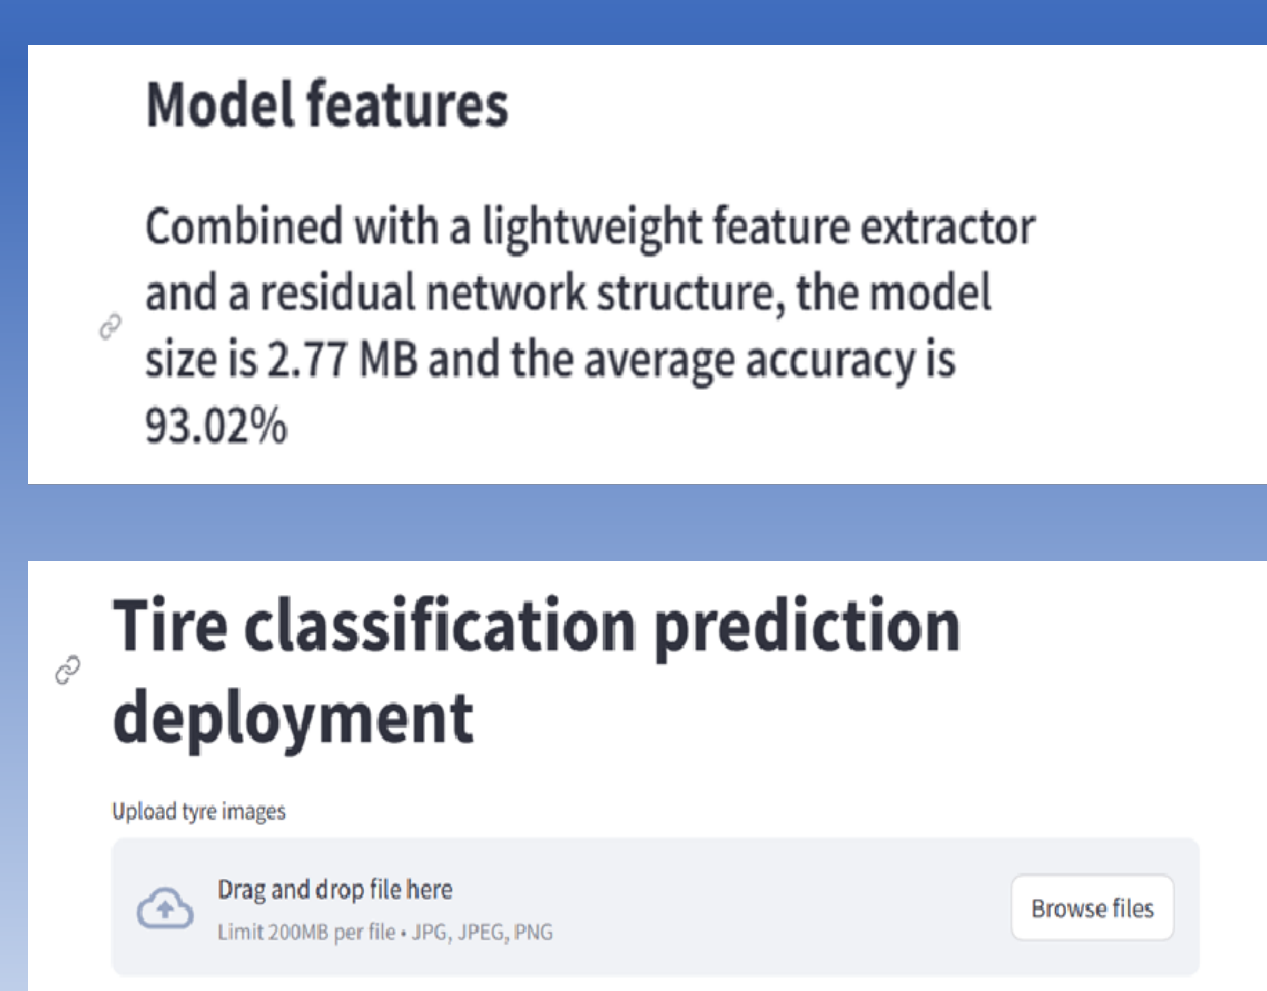 Model features
Combined with a lightweight feature extractor
and a residual network structure, the model
size is 2.77 MB and the average accuracy is
93.02%
Tire classification prediction
deployment
Upload tyre images
Drag and drop file here
Limit 200MB per file • JPG, JPEG, PNG
Browse files